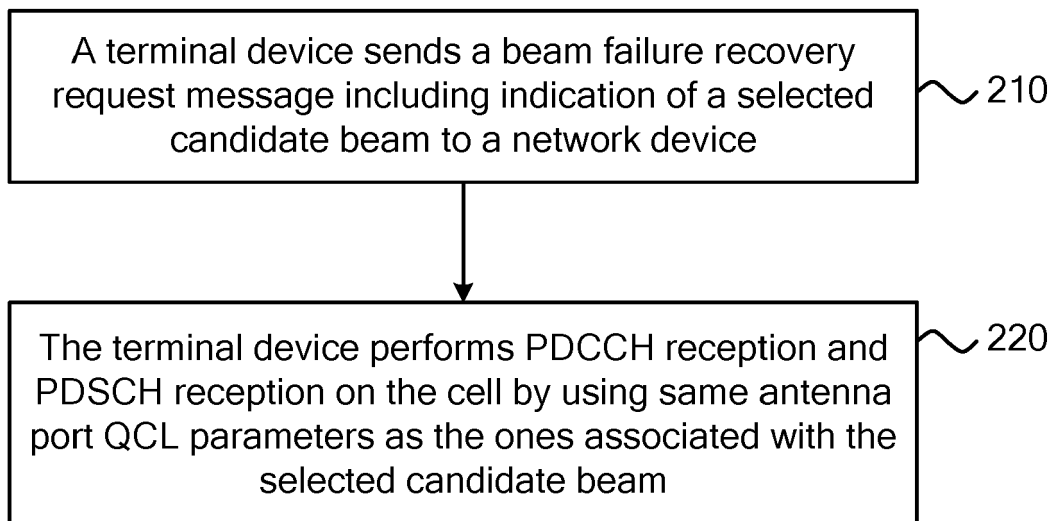 A terminal device sends a beam failure recovery
request message including indication of a selected
candidate beam to a network device
210
The terminal device performs PDCCH reception and
PDSCH reception on the cell by using same antenna
port QCL parameters as the ones associated with the
selected candidate beam
220